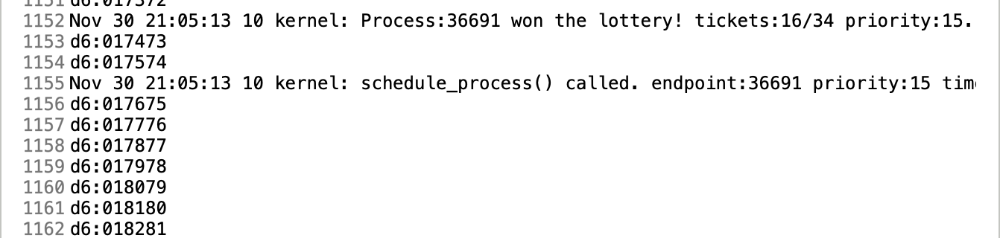 1151 d6:017372
1152 Nov 30 21:05:13 10 kernel: Process:36691 won the lottery! tickets:16/34 priority:15.
1153 d6:017473
1154 d6:017574
1155 Nov 30 21:05:13 10 kernel: schedule_process() called. endpoint:36691 priority:15
1156 d6:017675
1157 d6:017776
1158 d6:017877
1159 d6:017978
1160 d6:018079
1161 d6:018180
1162 d6:018281